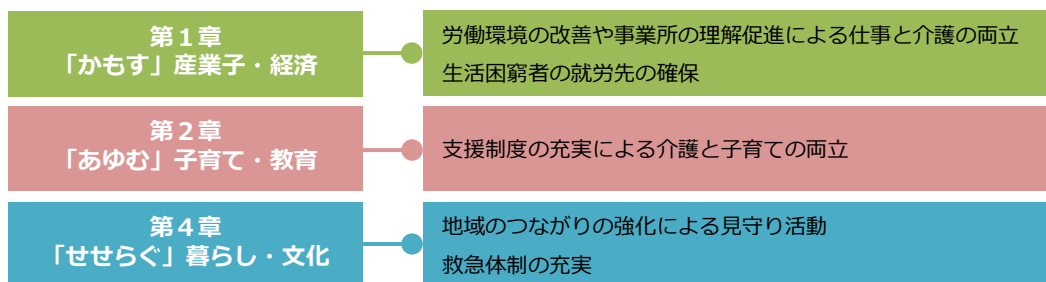 第１章
「かもす」産業子・経済
労働環境の改善や事業所の理解促進による仕事と介護の両立
生活困窮者の就労先の確保
第２章
「あゆむ」子育て・教育
支援制度の充実による介護と子育ての両立
第４章
「せせらぐ」暮らし・文化
地域のつながりの強化による見守り活動
救急体制の充実